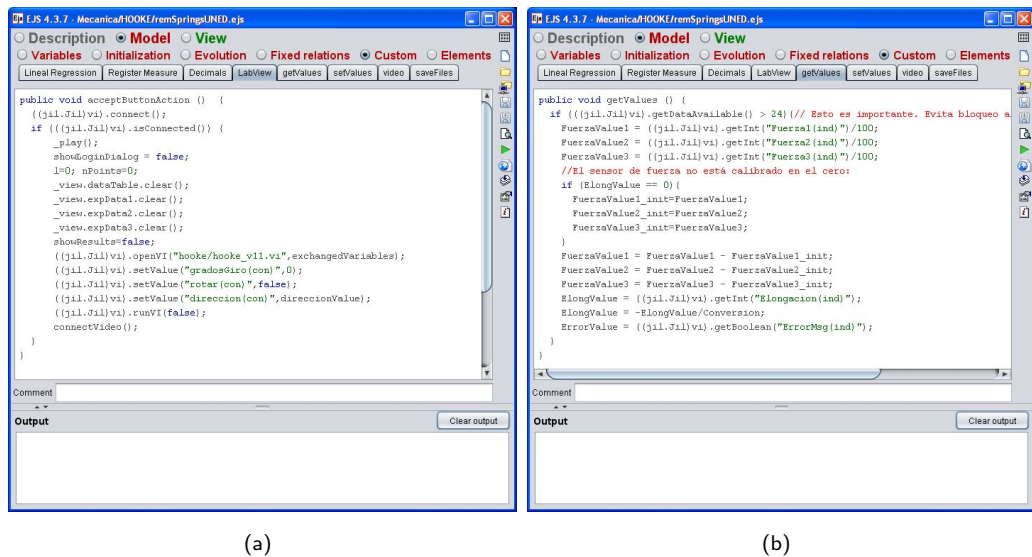 EJS 4.3.7 - Mecanica/HOOKE/remSpringsUNED.ejs
Description Model View
Variables Initialization Evolution Fixed relations Custom Elements
Lineal Regression Register Measure Decimals LabView getValues setValues video saveFiles
public void acceptButtonAction () {
((jil.Jil)vi).connect();
if (((jil.Jil)vi).isConnected()) {
_play();
showLoginDialog = false;
l=0; nPoints=0;
_view.dataTable.clear();
_view.expData1.clear();
_view.expData2.clear();
_view.expData3.clear();
showResults=false;
((jil.Jil)vi).openVI("hooke/hooke_v11.vi",exchangedVariables);
((jil.Jil)vi).setValue("gradosGiro(con)",0);
((jil.Jil)vi).setValue("rotar(con)",false);
((jil.Jil)vi).setValue("direccion(con)",direccionValue);
((jil.Jil)vi).runVI(false);
connectVideo();
}
}
Comment
Output Clear output
(a)
EJS 4.3.7 - Mecanica/HOOKE/remSpringsUNED.ejs
Description Model View
Variables Initialization Evolution Fixed relations Custom Elements
Lineal Regression Register Measure Decimals LabView getValues setValues video saveFiles
public void getValues () {
if (((jil.Jil)vi).getDataAvailable() > 24){// Esto es importante. Evita bloqueo a
FuerzaValue1 = ((jil.Jil)vi).getInt("Fuerza1(ind)")/100;
FuerzaValue2 = ((jil.Jil)vi).getInt("Fuerza2(ind)")/100;
FuerzaValue3 = ((jil.Jil)vi).getInt("Fuerza3(ind)")/100;
//El sensor de fuerza no está calibrado en el cero:
if (ElongValue == 0){
FuerzaValue1_init=FuerzaValue1;
FuerzaValue2_init=FuerzaValue2;
FuerzaValue3_init=FuerzaValue3;
}
FuerzaValue1 = FuerzaValue1 - FuerzaValue1_init;
FuerzaValue2 = FuerzaValue2 - FuerzaValue2_init;
FuerzaValue3 = FuerzaValue3 - FuerzaValue3_init;
ElongValue = ((jil.Jil)vi).getInt("Elongacion(ind)");
ElongValue = -ElongValue/Conversion;
ErrorValue = ((jil.Jil)vi).getBoolean("ErrorMsg(ind)");
}
}
Comment
Output Clear output
(b)